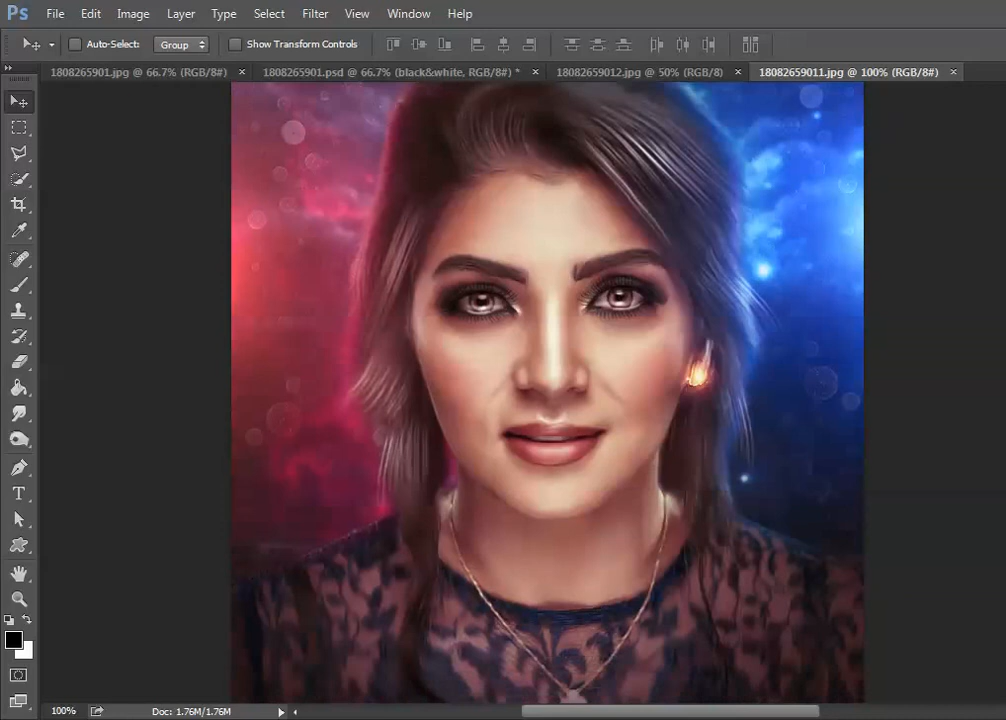 Ps File Edit Image Layer Type Select Filter View Window Help
Auto-Select: Group Show Transform Controls
1808265901.jpg @ 66.7% (RGB/8#) × 1808265901.psd @ 66.7% (black&white, RGB/8#) * × 18082659012.jpg @ 50% (RGB/8) × 18082659011.jpg @ 100% (RGB/8#) ×
T
100% Doc: 1.76M/1.76M